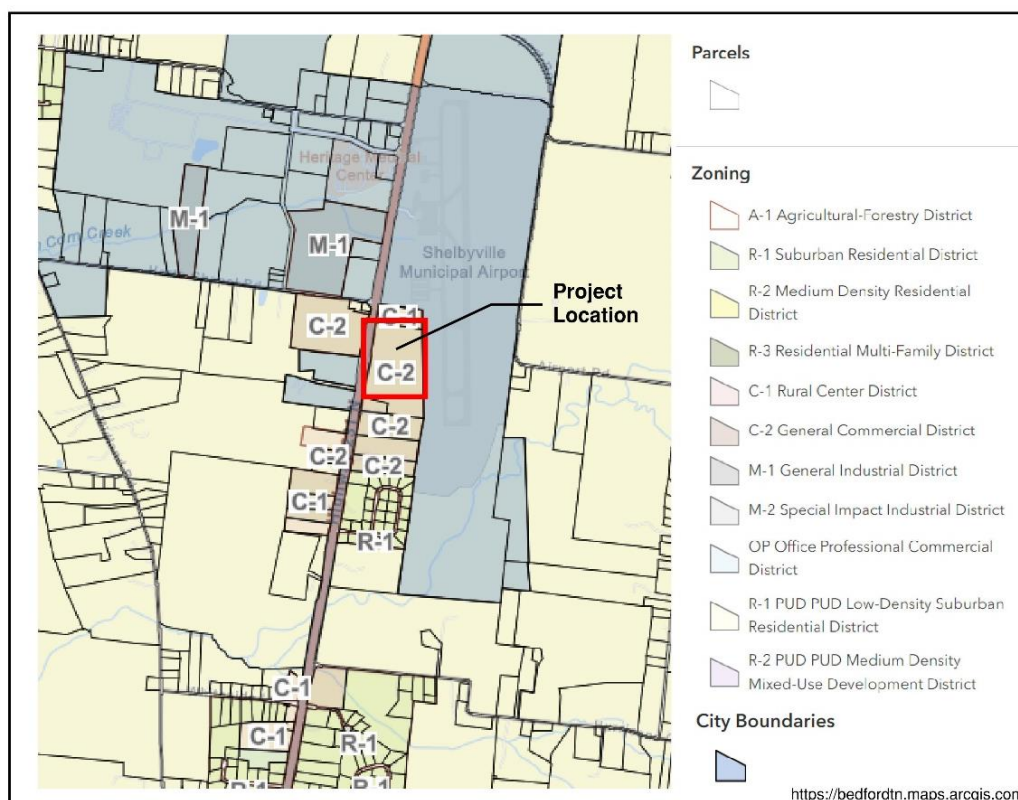 Parcels
Zoning
A-1 Agricultural-Forestry District
R-1 Suburban Residential District
R-2 Medium Density Residential
District
R-3 Residential Multi-Family District
C-1 Rural Center District
C-2 General Commercial District
M-1 General Industrial District
M-2 Special Impact Industrial District
OP Office Professional Commercial
District
R-1 PUD PUD Low-Density Suburban
Residential District
R-2 PUD PUD Medium Density
Mixed-Use Development District
City Boundaries
https://bedfordtn.maps.arcgis.com
Heritage Medical
Center
M-1
Creek
M-1
Shelbyville
Municipal Airport
Project
Location
C-2
C-1
C-2
Airport Rd
C-2
C-2
C-2
C-1
R-1
C-1
C-1
R-1
R-1
R-1